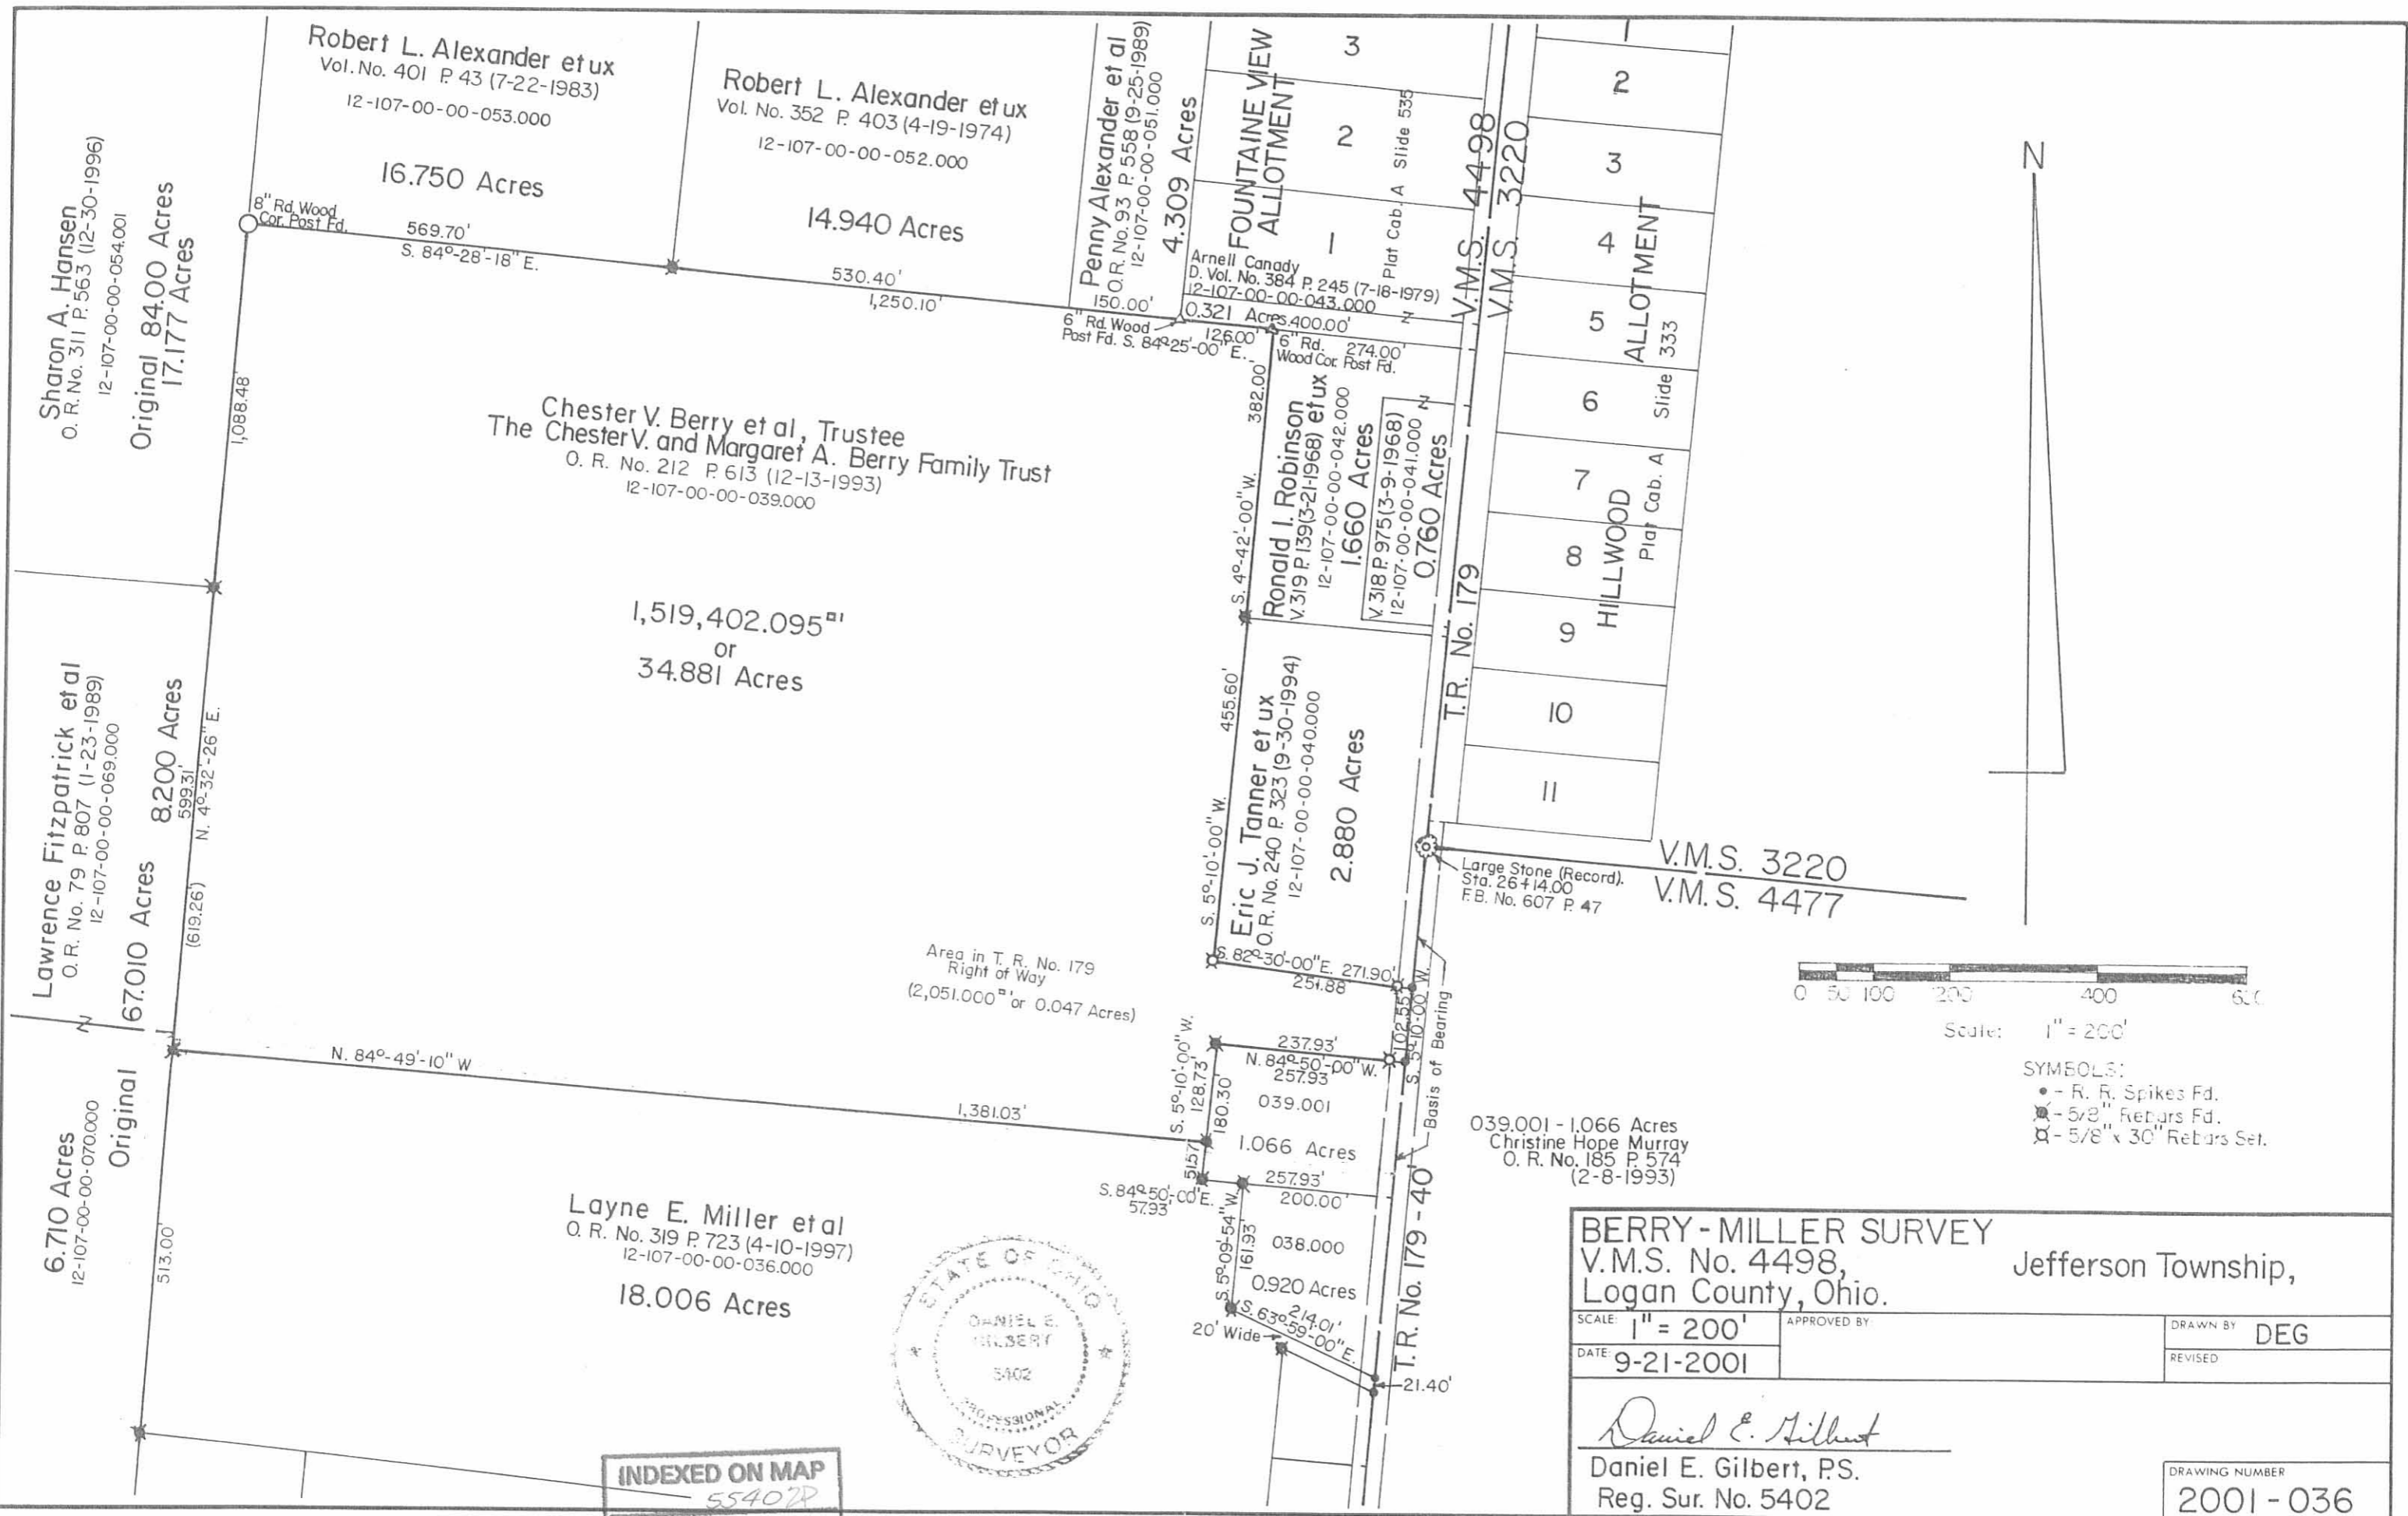 Robert L. Alexander et ux
Vol. No. 401 P. 43 (7-22-1983)
12-107-00-00-053.000
16.750 Acres
Robert L. Alexander et ux
Vol. No. 352 P. 403 (4-19-1974)
12-107-00-00-052.000
14.940 Acres
Penny Alexander et al
O. R. No. 93 P. 558 (9-25-1989)
12-107-00-00-051.000
4.309 Acres
FOUNTAINE VIEW
ALLOTMENT
3
2
1
Plat Cab. A Slide 535
V.M.S. 4498
V.M.S. 3220
1
2
3
4
5
6
7
8
9
10
11
HILLWOOD ALLOTMENT
Plat Cab. A Slide 333
N
Sharon A. Hansen
O. R. No. 311 P. 563 (12-30-1996)
12-107-00-00-054.001
Original 84.00 Acres
17.177 Acres
8" Rd. Wood
Cor. Post Fd.
569.70'
S. 84°-28'-18" E.
530.40'
1,250.10'
150.00'
6" Rd. Wood
Post Fd.
S. 84°-25'-00" E.
Arnell Canady
D. Vol. No. 384 P. 245 (7-18-1979)
12-107-00-00-043.000
0.321 Acres
400.00'
Z
126.00'
6" Rd.
Wood Cor. Post Fd.
274.00'
1,088.48'
Chester V. Berry et al, Trustee
The Chester V. and Margaret A. Berry Family Trust
O. R. No. 212 P. 613 (12-13-1993)
12-107-00-00-039.000
1,519,402.095□'
or
34.881 Acres
382.00'
S. 4°-42'-00" W.
Ronald I. Robinson et ux
V. 319 P. 139 (3-21-1968)
12-107-00-00-042.000
1.660 Acres
V. 318 P. 975 (3-9-1968)
12-107-00-00-041.000
0.760 Acres
Z
T.R. No. 179
455.60'
S. 5°-10'-00" W.
Eric J. Tanner et ux
O. R. No. 240 P. 323 (9-30-1994)
12-107-00-00-040.000
2.880 Acres
Lawrence Fitzpatrick et al
O. R. No. 79 P. 807 (1-23-1989)
12-107-00-00-069.000
8.200 Acres
599.31'
N. 4°-32'-26" E.
(619.26')
Original 67.010 Acres
Z
Large Stone (Record).
Sta. 26+14.00
F.B. No. 607 P. 47
V.M.S. 3220
V.M.S. 4477
Area in T. R. No. 179
Right of Way
(2,051.000□' or 0.047 Acres)
S. 82°-30'-00" E. 271.90'
251.88
102.55'
S. 5°-10'-00" W.
Basis of Bearing
0 50 100 200 400 600
Scale: 1" = 200'
SYMBOLS:
- R. R. Spikes Fd.
- 5/8" Rebars Fd.
- 5/8" x 30" Rebars Set.
N. 84°-49'-10" W
1,381.03'
237.93'
N. 84°-50'-00" W.
257.93'
S. 5°-10'-00" W.
128.73'
180.30'
039.001
1.066 Acres
51.57'
S. 84°-50'-00" E.
57.93'
257.93'
200.00'
039.001 - 1.066 Acres
Christine Hope Murray
O. R. No. 185 P. 574
(2-8-1993)
6.710 Acres
12-107-00-00-070.000
513.00'
Layne E. Miller et al
O. R. No. 319 P. 723 (4-10-1997)
12-107-00-00-036.000
18.006 Acres
S. 5°-09'-54" W.
161.93'
038.000
0.920 Acres
214.01'
S. 63°-59'-00" E.
20' Wide
21.40'
T.R. No. 179 - 40'
STATE OF OHIO
DANIEL E.
GILBERT
5402
PROFESSIONAL
SURVEYOR
INDEXED ON MAP
BERRY - MILLER SURVEY
V.M.S. No. 4498, Jefferson Township,
Logan County, Ohio.
SCALE: 1" = 200'
APPROVED BY
DRAWN BY DEG
DATE: 9-21-2001
REVISED
Daniel E. Gilbert
Daniel E. Gilbert, P.S.
Reg. Sur. No. 5402
DRAWING NUMBER
2001 - 036